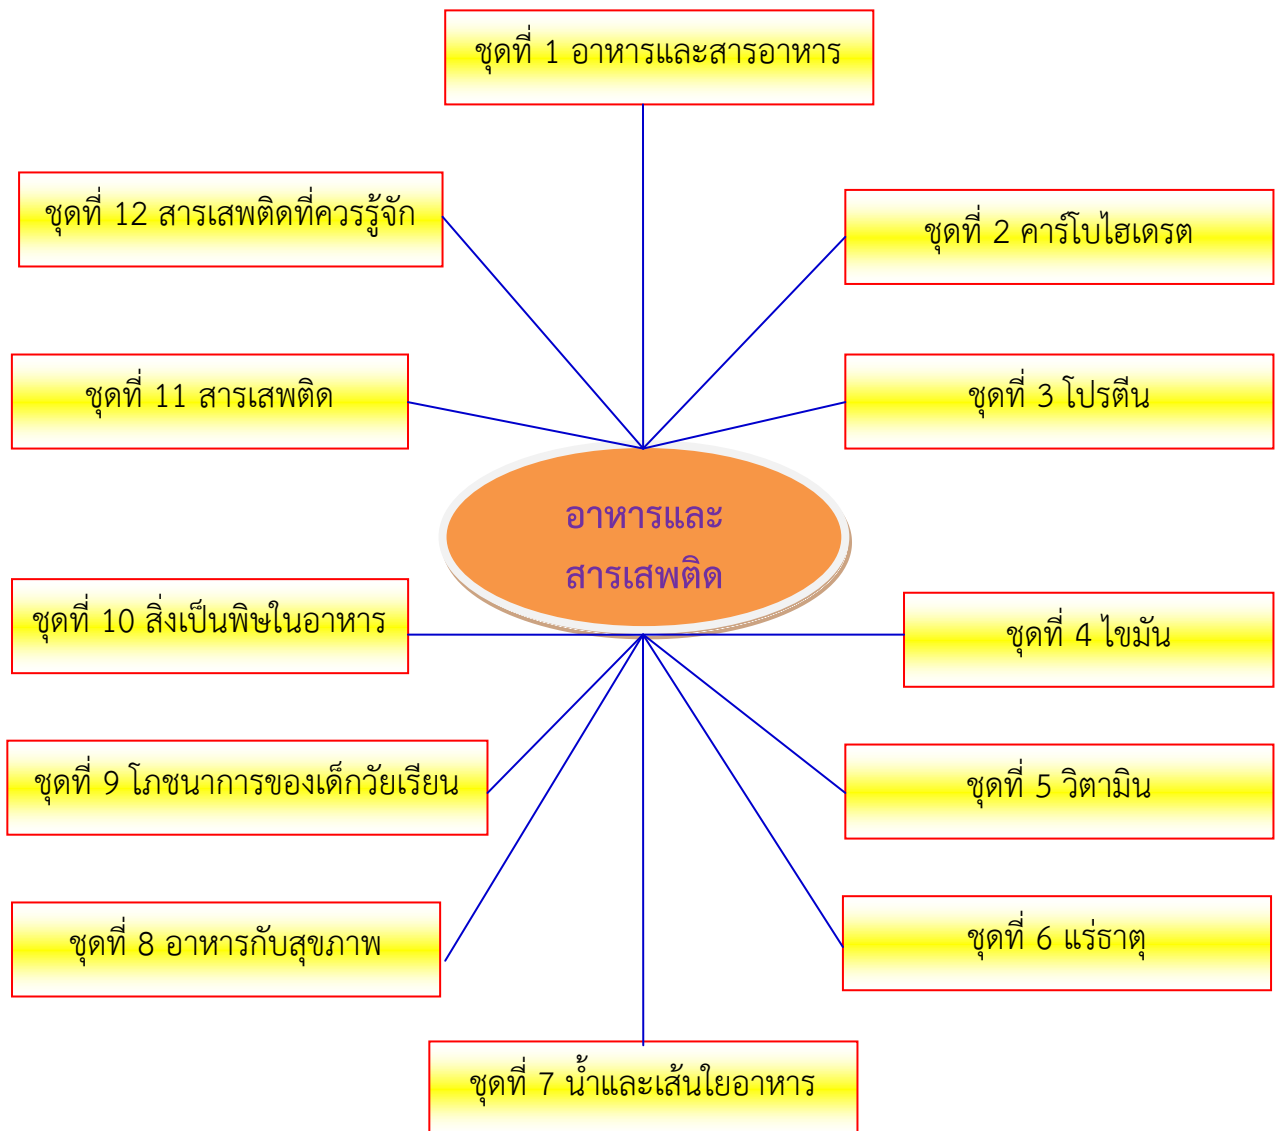 ชุดที่ 1 อาหารและสารอาหาร
ชุดที่ 12 สารเสพติดที่ควรรู้จัก
ชุดที่ 2 คาร์โบไฮเดรต
ชุดที่ 11 สารเสพติด
ชุดที่ 3 โปรตีน
อาหารและ
สารเสพติด
ชุดที่ 10 สิ่งเป็นพิษในอาหาร
ชุดที่ 4 ไขมัน
ชุดที่ 9 โภชนาการของเด็กวัยเรียน
ชุดที่ 5 วิตามิน
ชุดที่ 8 อาหารกับสุขภาพ
ชุดที่ 6 แร่ธาตุ
ชุดที่ 7 น้ำและเส้นใยอาหาร